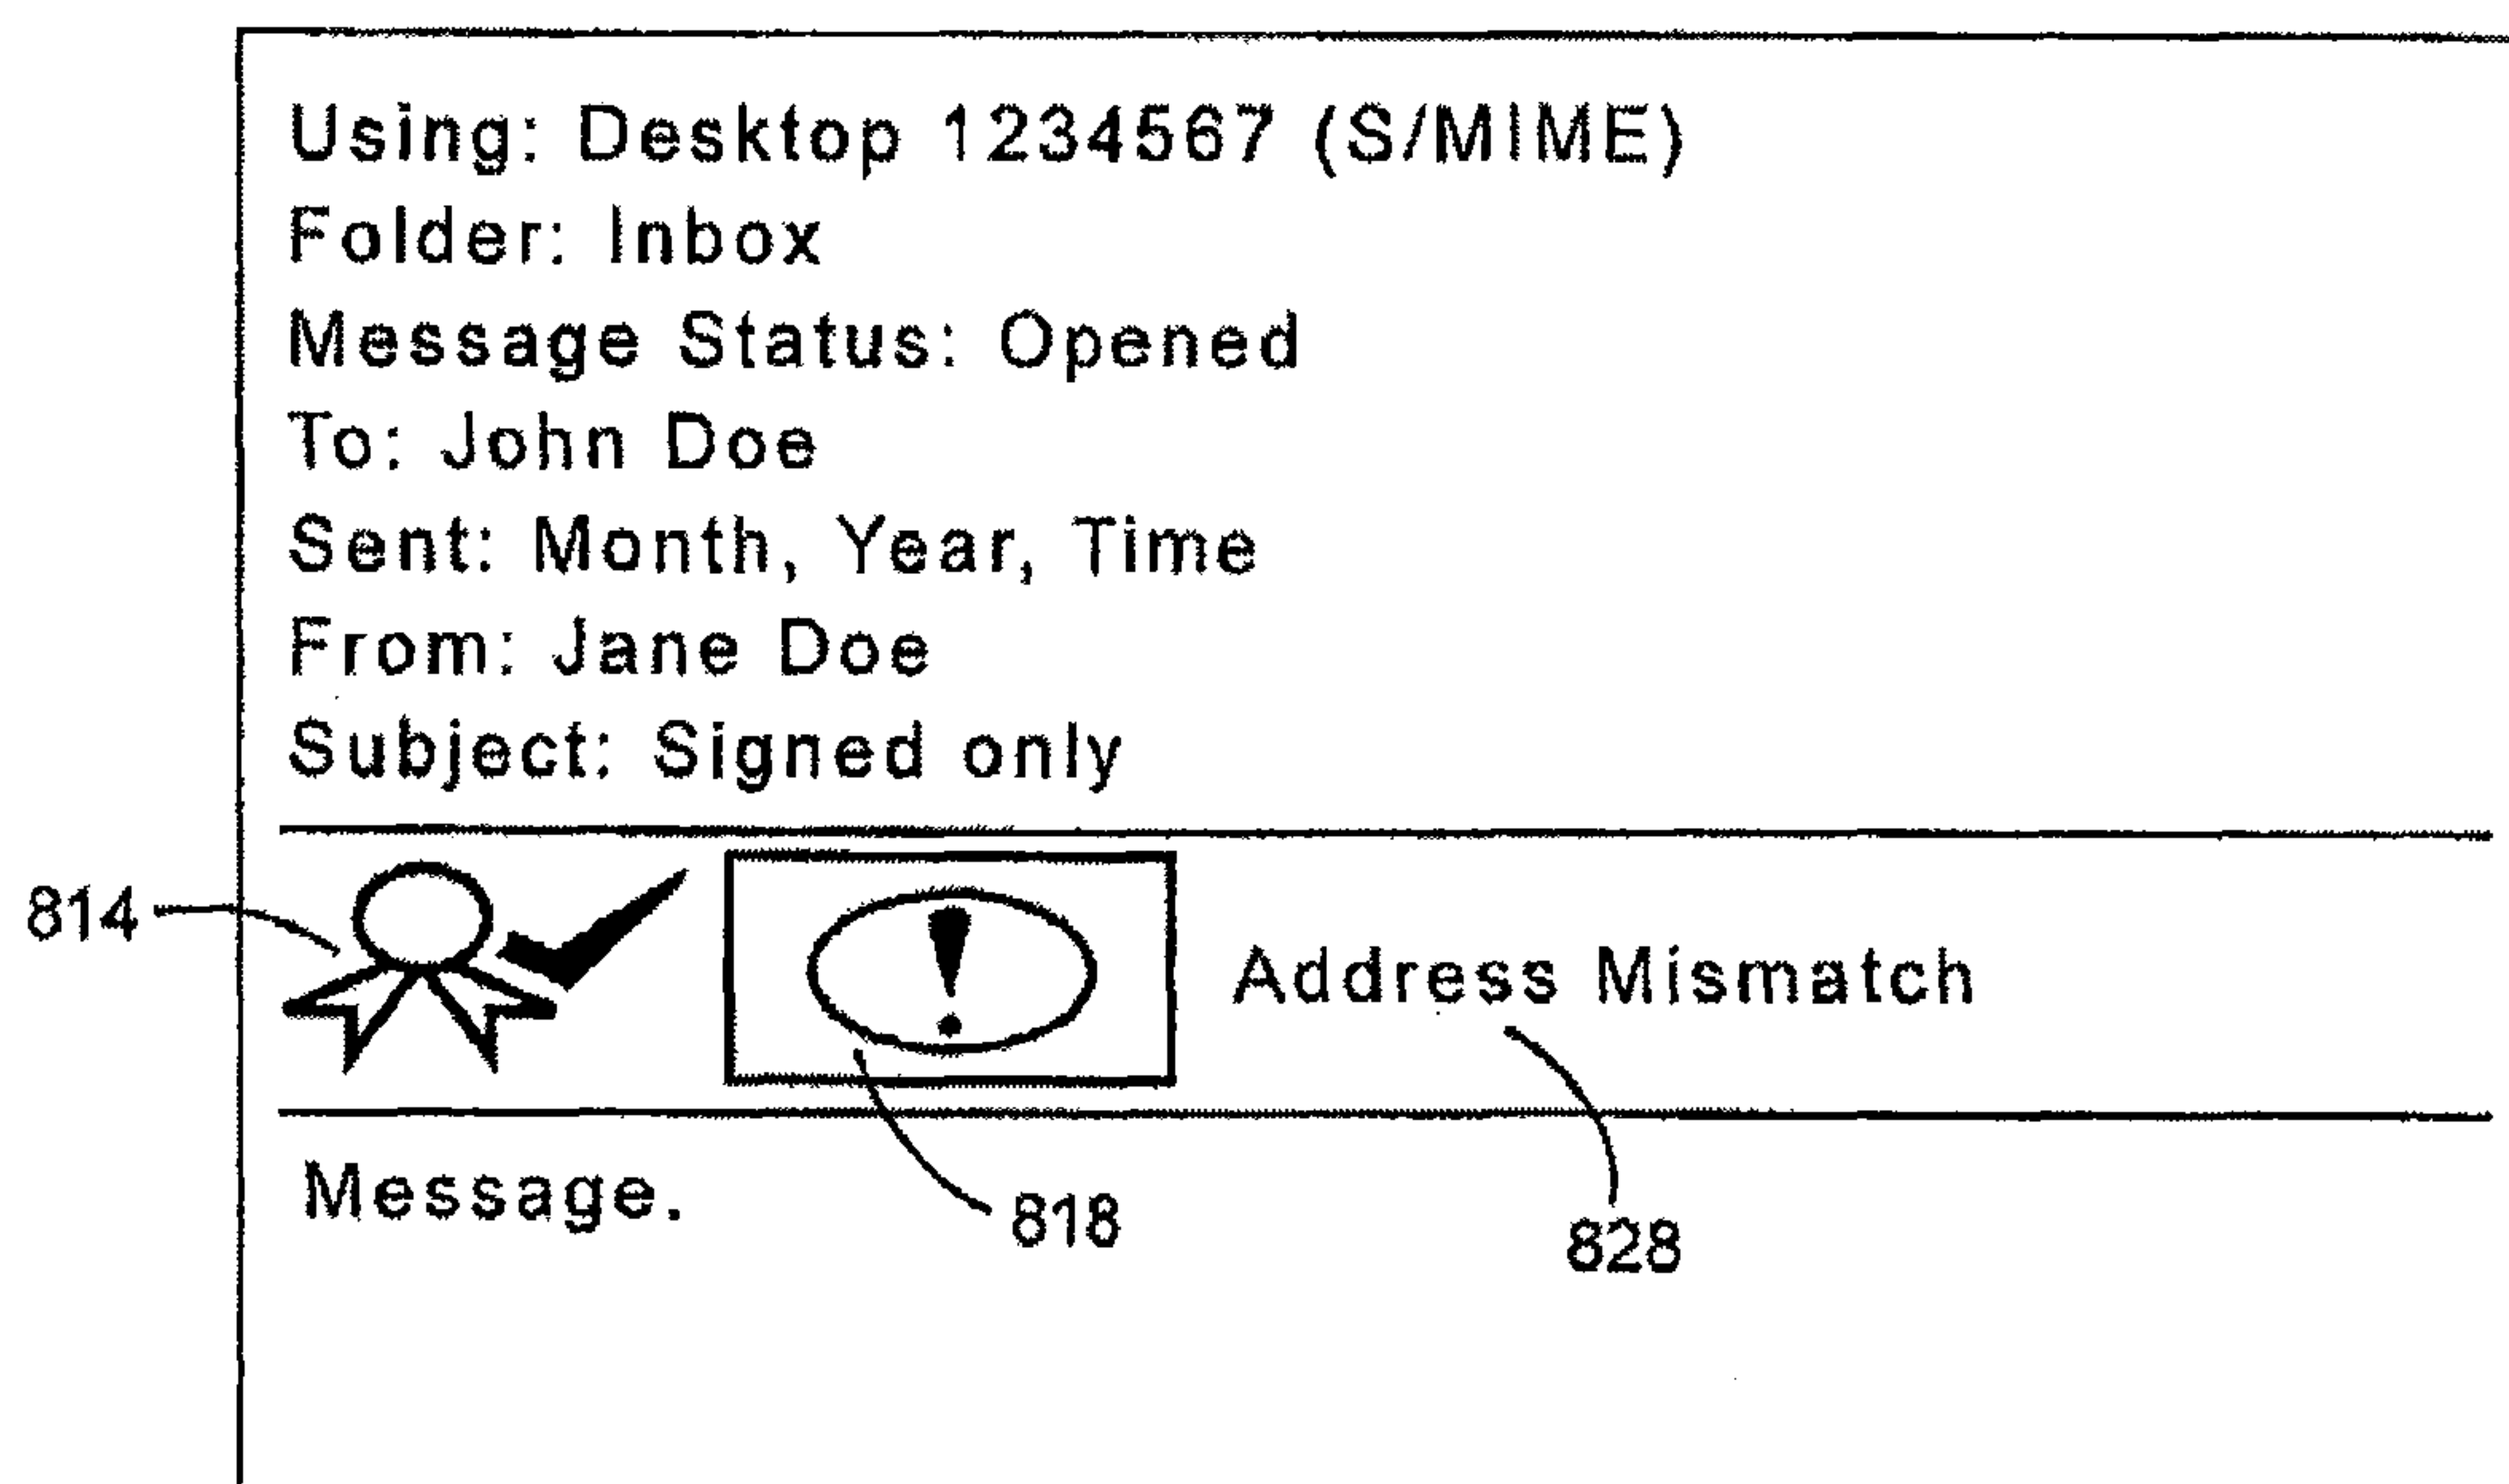 Using: Desktop 1234567 (S/MIME)
Folder: Inbox
Message Status: Opened
To: John Doe
Sent: Month, Year, Time
From: Jane Doe
Subject: Signed only
814
! Address Mismatch
Message.
818
828